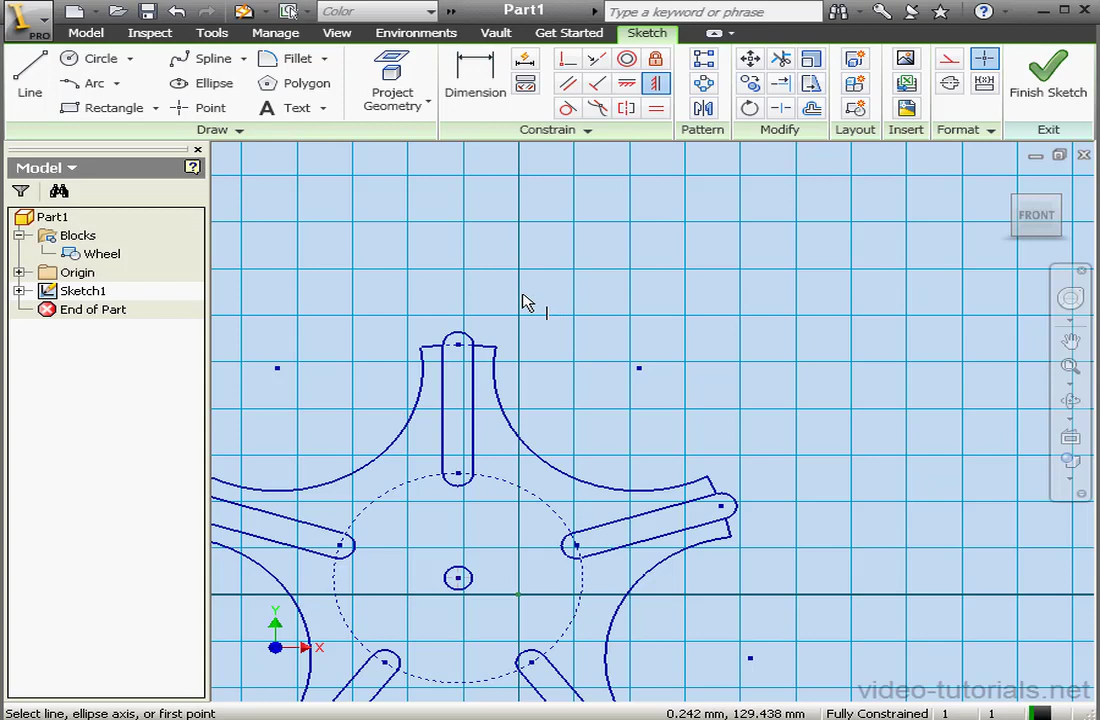 Color
Part1
Type a keyword or phrase
PRO
Model
Inspect
Tools
Manage
View
Environments
Vault
Get Started
Sketch
Line
Circle
Arc
Rectangle
Spline
Ellipse
Point
Fillet
Polygon
Text
Project
Geometry
Dimension
Finish Sketch
Draw
Constrain
Pattern
Modify
Layout
Insert
Format
Exit
Model
Part1
Blocks
Wheel
Origin
Sketch1
End of Part
FRONT
Y
X
video-tutorials.net
Select line, ellipse axis, or first point
0.242 mm, 129.438 mm
Fully Constrained
1
1